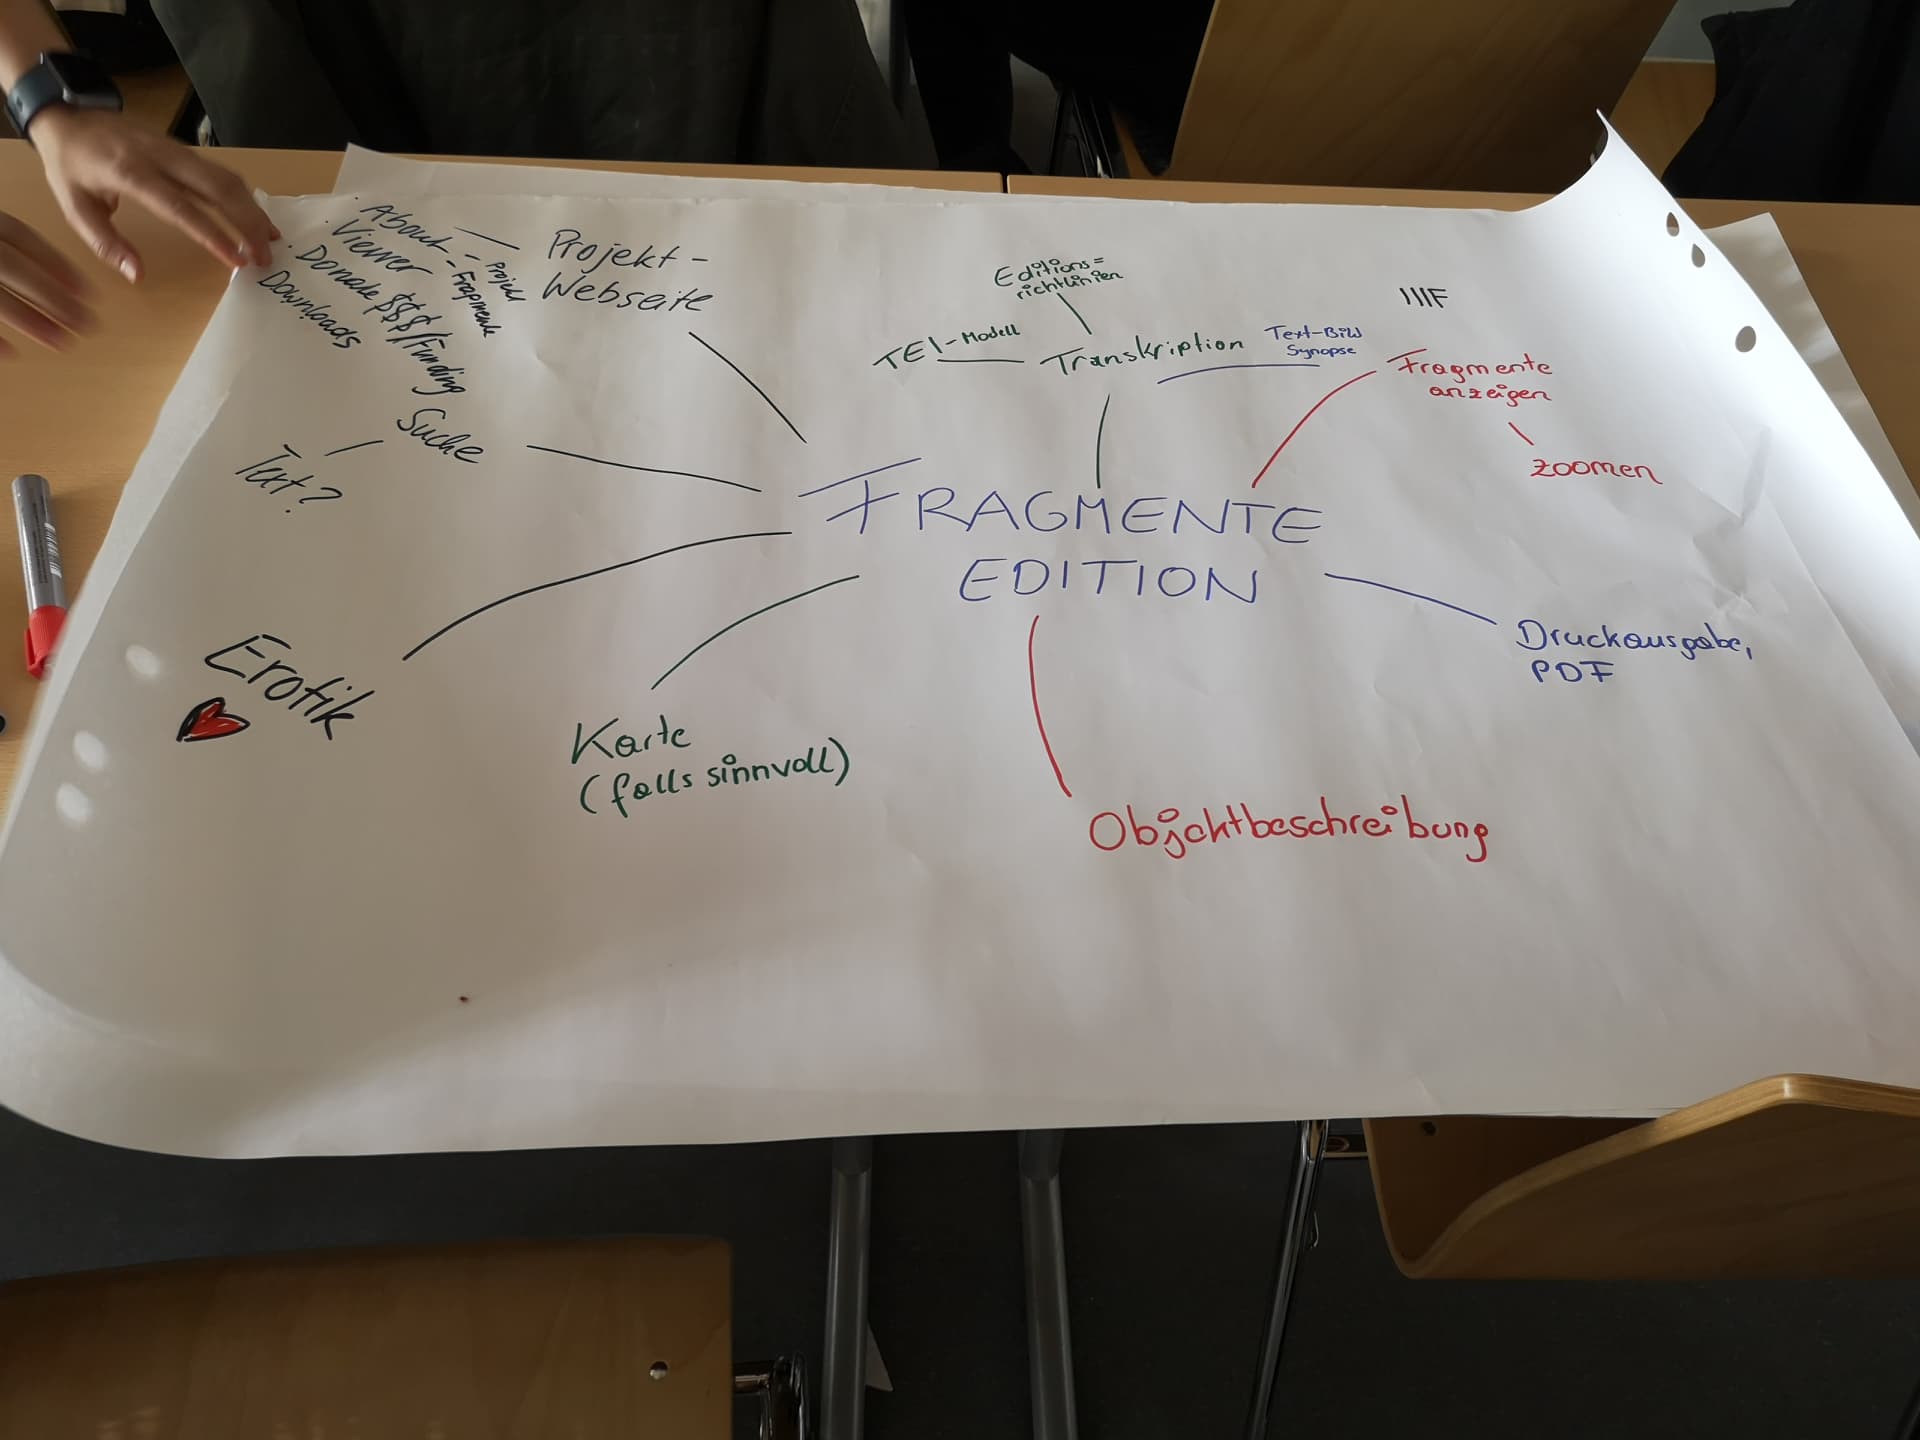 · About
- Projekt
- Fragmente
· Viewer
· Donate $$$/Funding
· Downloads
Projekt-
Webseite
Editions=
richtlinien
TEI-Modell
Transkription
Text-Bild
Synopse
IIIF
Fragmente
anzeigen
zoomen
Suche
Text?
FRAGMENTE
EDITION
Druckausgabe,
PDF
Erotik
Karte
(falls sinnvoll)
Objektbeschreibung